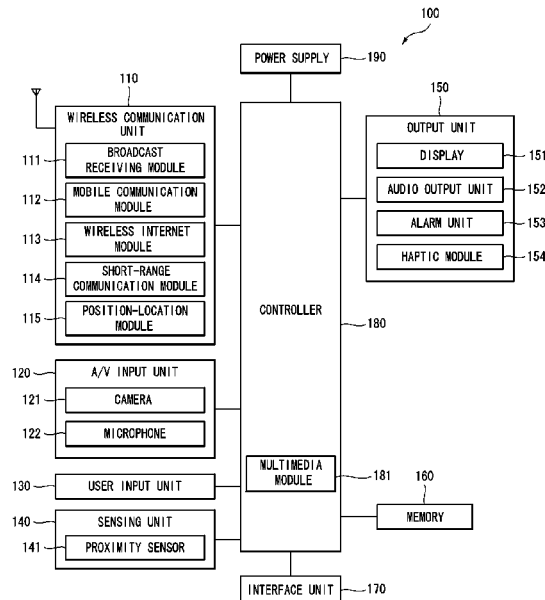 100
POWER SUPPLY
190
110
WIRELESS COMMUNICATION
UNIT
111
BROADCAST
RECEIVING MODULE
112
MOBILE COMMUNICATION
MODULE
113
WIRELESS INTERNET
MODULE
114
SHORT-RANGE
COMMUNICATION MODULE
115
POSITION-LOCATION
MODULE
120
A/V INPUT UNIT
121
CAMERA
122
MICROPHONE
130
USER INPUT UNIT
140
SENSING UNIT
141
PROXIMITY SENSOR
CONTROLLER
180
MULTIMEDIA
MODULE
181
150
OUTPUT UNIT
DISPLAY
151
AUDIO OUTPUT UNIT
152
ALARM UNIT
153
HAPTIC MODULE
154
160
MEMORY
INTERFACE UNIT
170